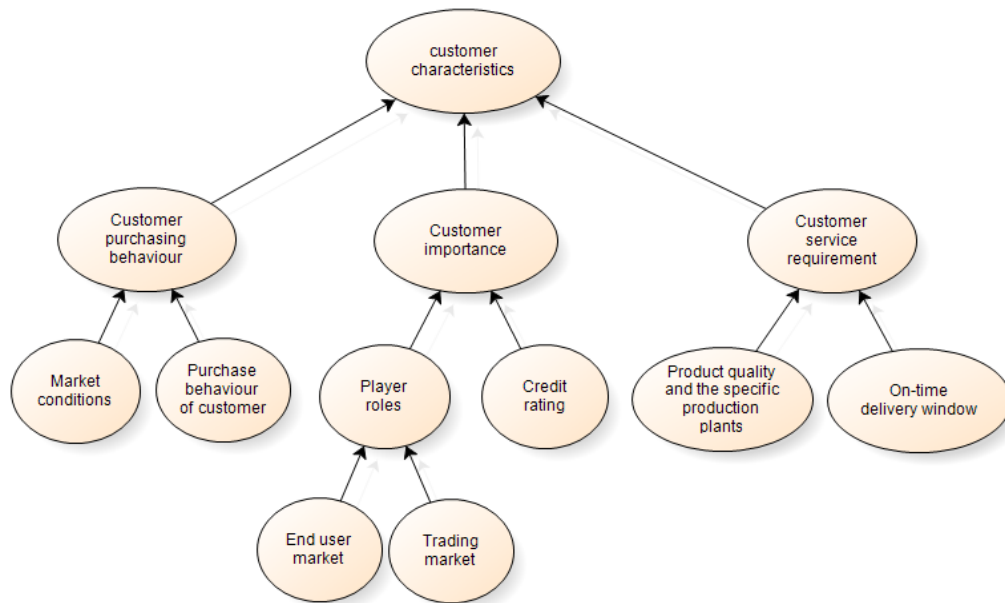 customer
characteristics
Customer
purchasing
behaviour
Customer
importance
Customer
service
requirement
Market
conditions
Purchase
behaviour
of customer
Player
roles
Credit
rating
Product quality
and the specific
production
plants
On-time
delivery window
End user
market
Trading
market